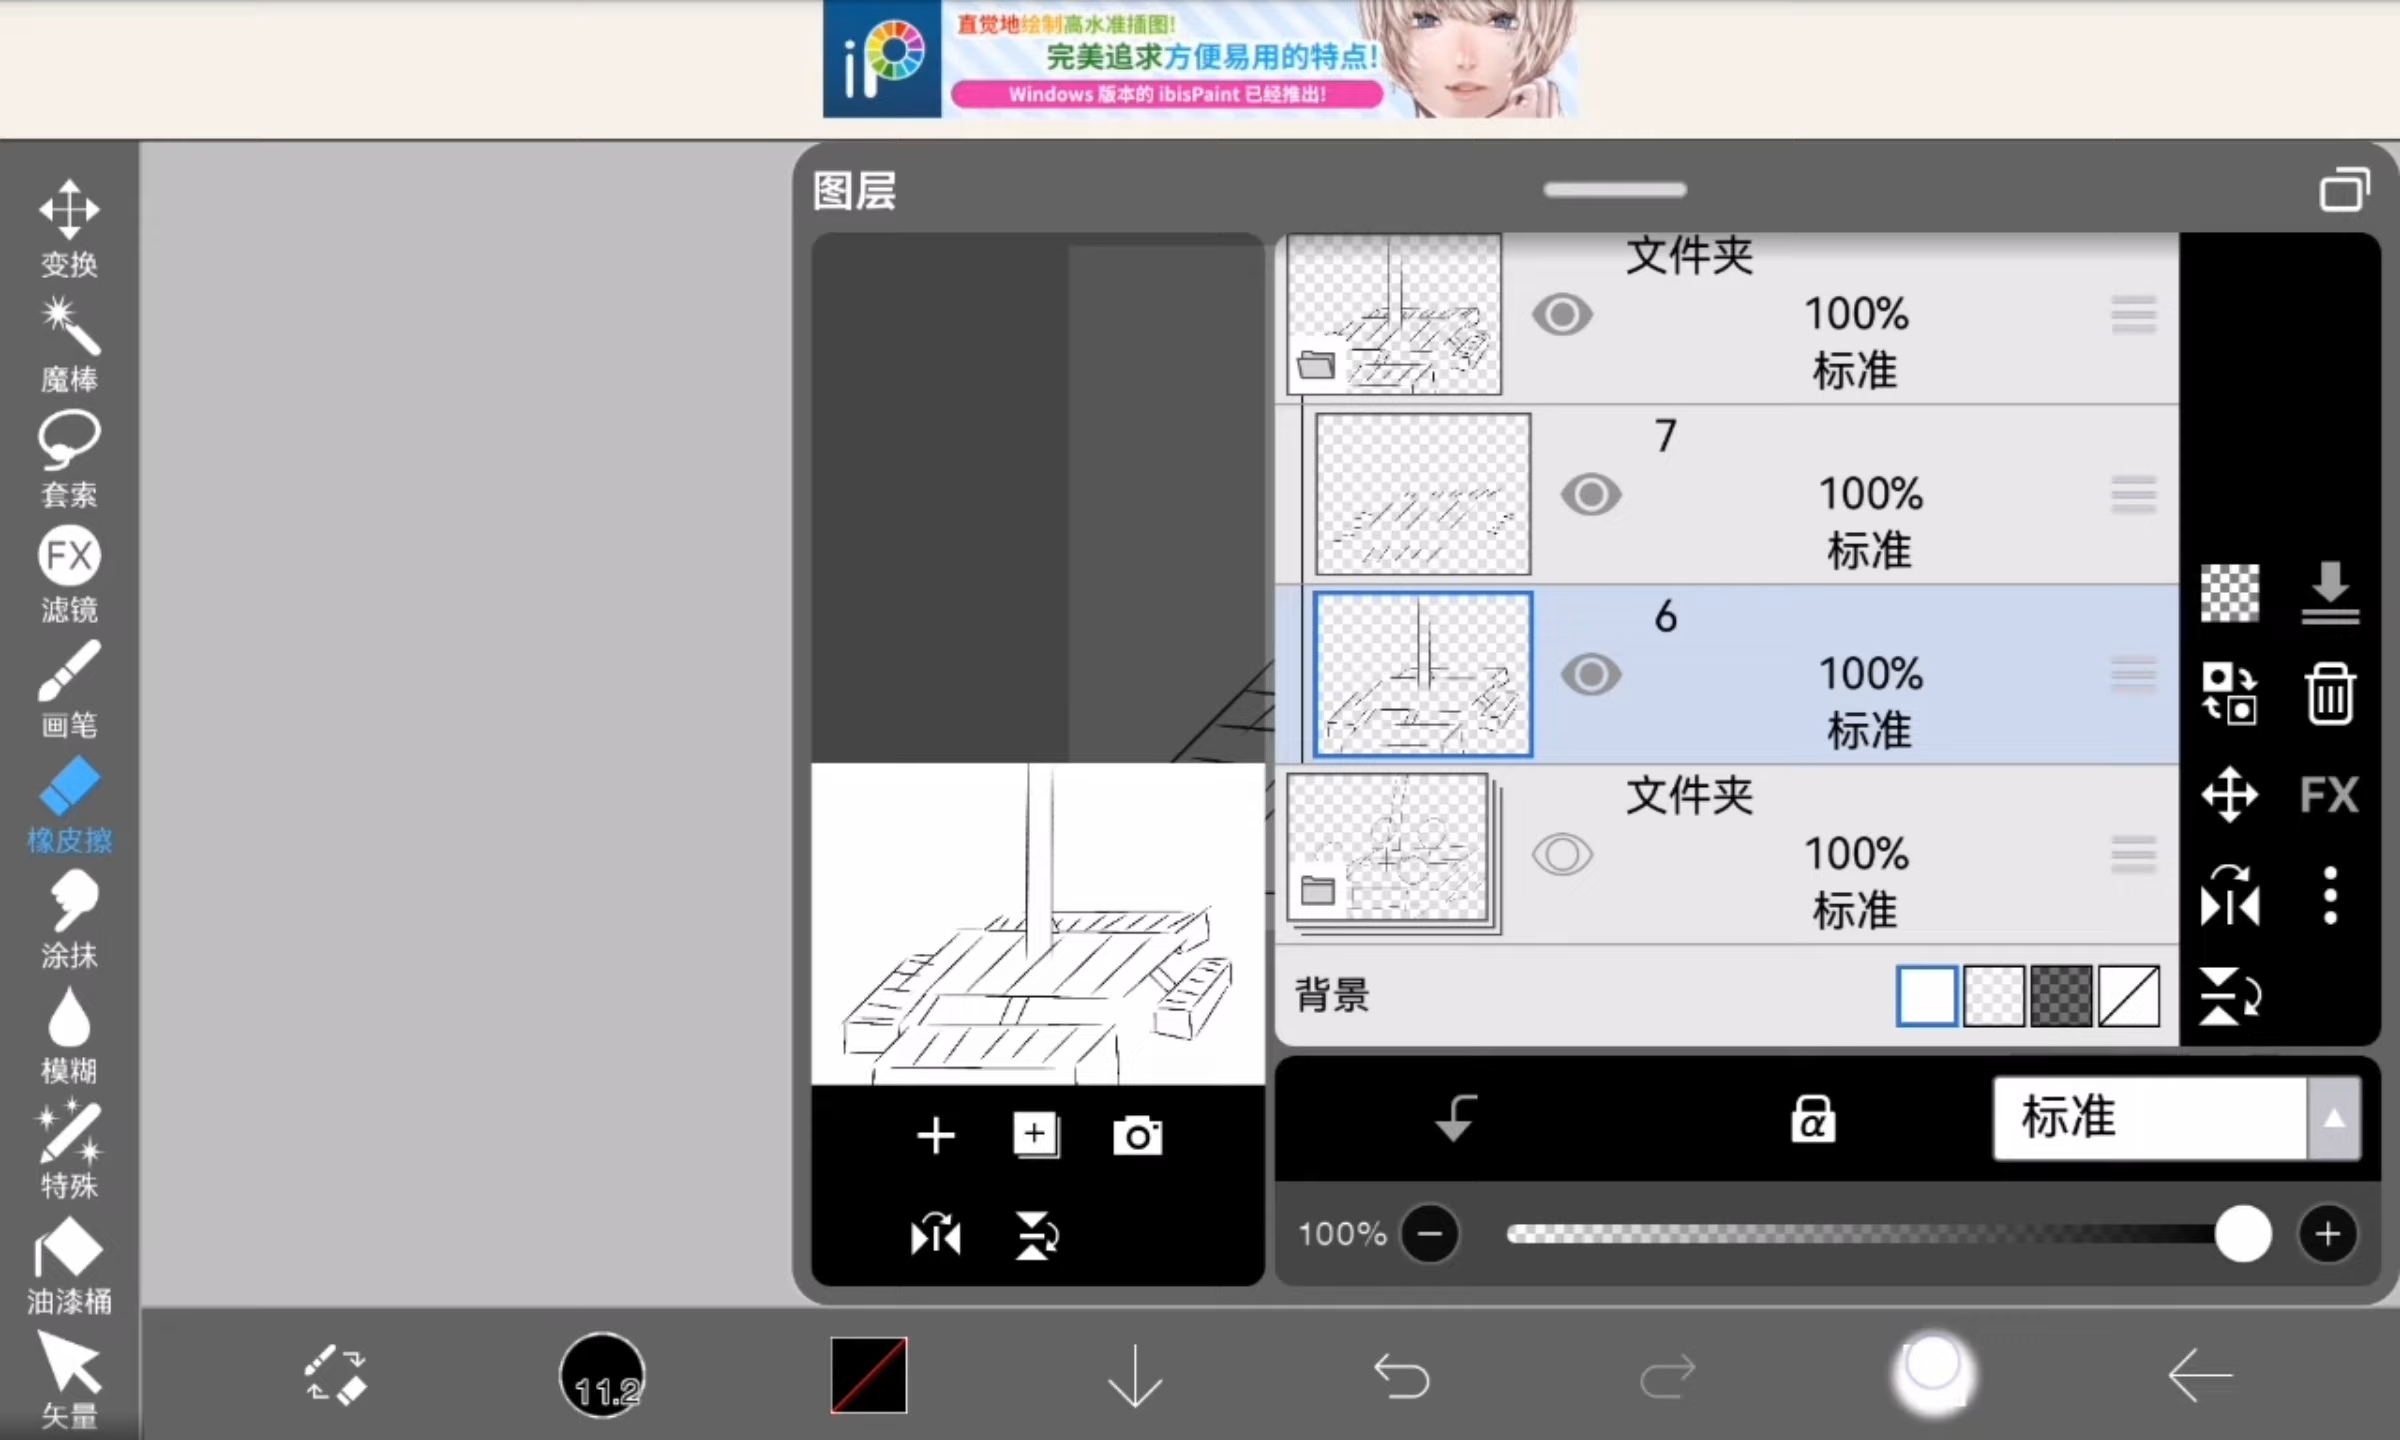 直觉地绘制高水准插图!
完美追求方便易用的特点!
Windows 版本的 ibisPaint 已经推出!
iP
图层
变换
魔棒
套索
FX
滤镜
画笔
橡皮擦
涂抹
模糊
特殊
油漆桶
矢量
文件夹
100%
标准
7
100%
标准
6
100%
标准
文件夹
100%
标准
背景
FX
α
标准
100%
11.2